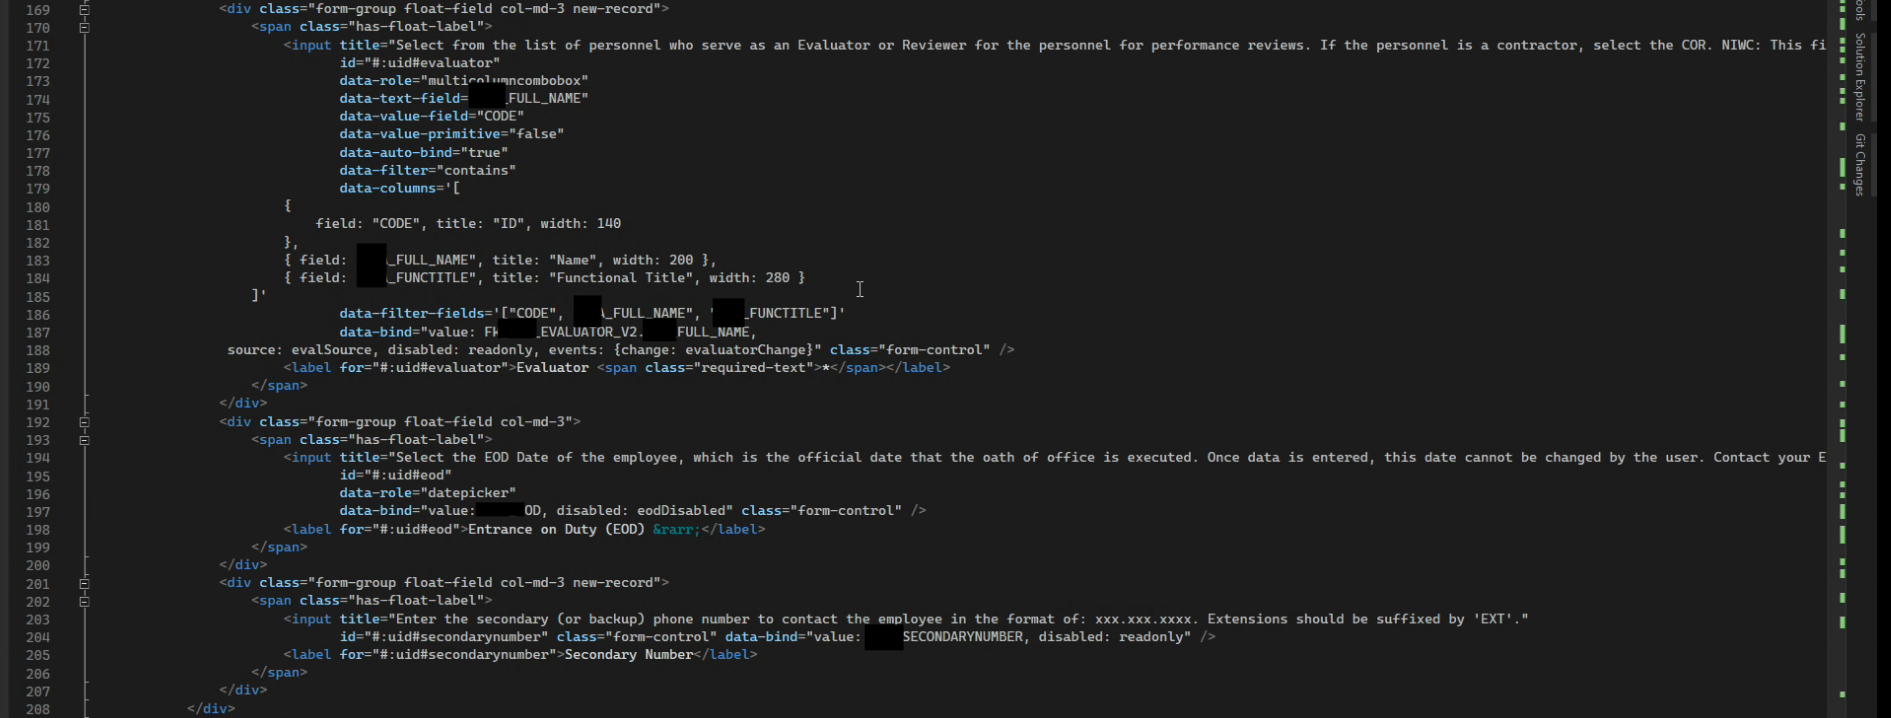 169 <div class="form-group float-field col-md-3 new-record">
170 <span class="has-float-label">
171 <input title="Select from the list of personnel who serve as an Evaluator or Reviewer for the personnel for performance reviews. If the personnel is a contractor, select the COR. NIWC: This fi
172 id="#:uid#evaluator"
173 data-role="multicolumncombobox"
174 data-text-field= _FULL_NAME"
175 data-value-field="CODE"
176 data-value-primitive="false"
177 data-auto-bind="true"
178 data-filter="contains"
179 data-columns='[
180 {
181 field: "CODE", title: "ID", width: 140
182 },
183 { field: _FULL_NAME", title: "Name", width: 200 },
184 { field: _FUNCTITLE", title: "Functional Title", width: 280 }
185 ]'
186 data-filter-fields='["CODE", _FULL_NAME", " _FUNCTITLE"]'
187 data-bind="value: Fk _EVALUATOR_V2. FULL_NAME,
188 source: evalSource, disabled: readonly, events: {change: evaluatorChange}" class="form-control" />
189 <label for="#:uid#evaluator">Evaluator <span class="required-text">*</span></label>
190 </span>
191 </div>
192 <div class="form-group float-field col-md-3">
193 <span class="has-float-label">
194 <input title="Select the EOD Date of the employee, which is the official date that the oath of office is executed. Once data is entered, this date cannot be changed by the user. Contact your E
195 id="#:uid#eod"
196 data-role="datepicker"
197 data-bind="value: OD, disabled: eodDisabled" class="form-control" />
198 <label for="#:uid#eod">Entrance on Duty (EOD) &rarr;</label>
199 </span>
200 </div>
201 <div class="form-group float-field col-md-3 new-record">
202 <span class="has-float-label">
203 <input title="Enter the secondary (or backup) phone number to contact the employee in the format of: xxx.xxx.xxxx. Extensions should be suffixed by 'EXT'."
204 id="#:uid#secondarynumber" class="form-control" data-bind="value: SECONDARYNUMBER, disabled: readonly" />
205 <label for="#:uid#secondarynumber">Secondary Number</label>
206 </span>
207 </div>
208 </div>
Solution Explorer
Git Changes